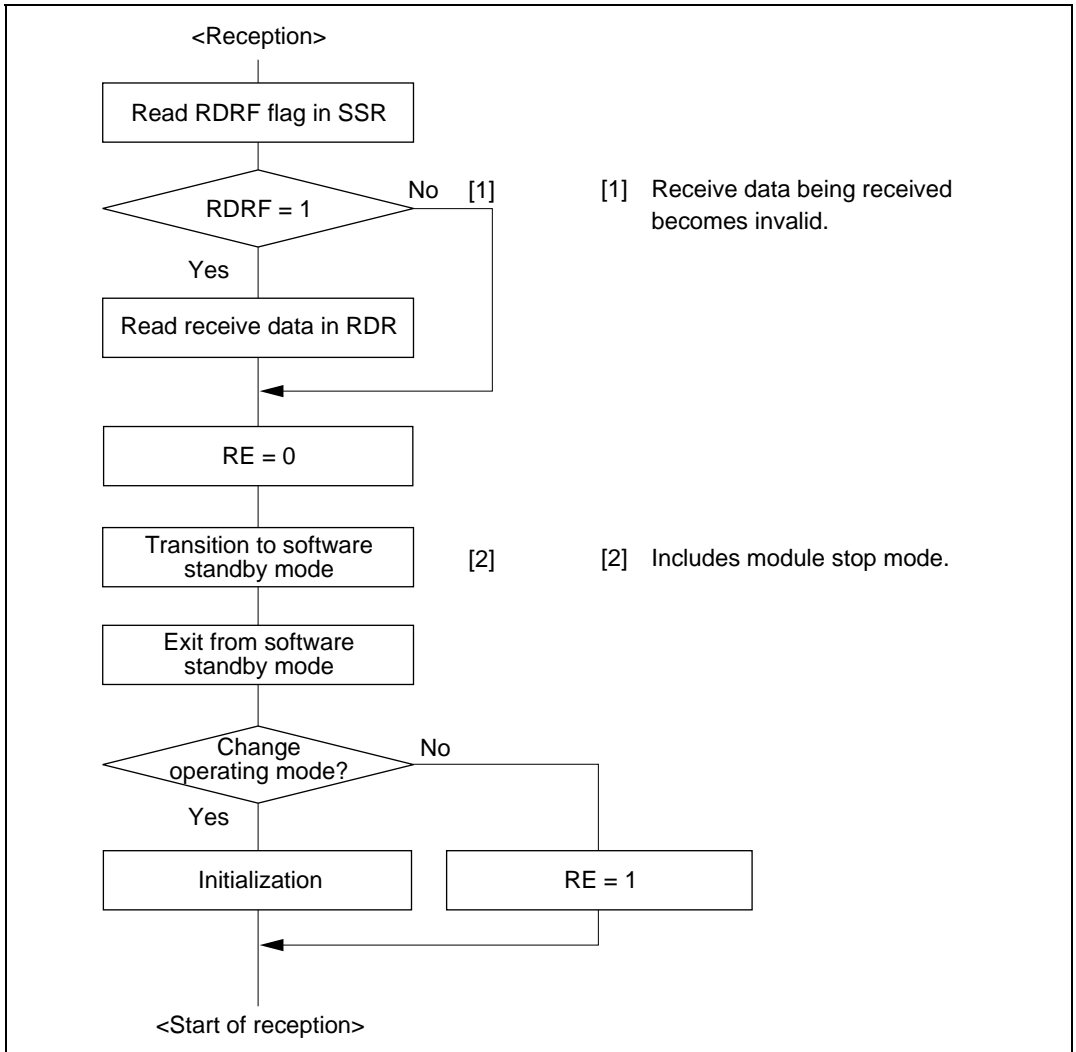 <Reception>
Read RDRF flag in SSR
RDRF = 1
No [1]
[1] Receive data being received
becomes invalid.
Yes
Read receive data in RDR
RE = 0
Transition to software
standby mode
[2]
[2] Includes module stop mode.
Exit from software
standby mode
Change
operating mode?
No
Yes
Initialization
RE = 1
<Start of reception>